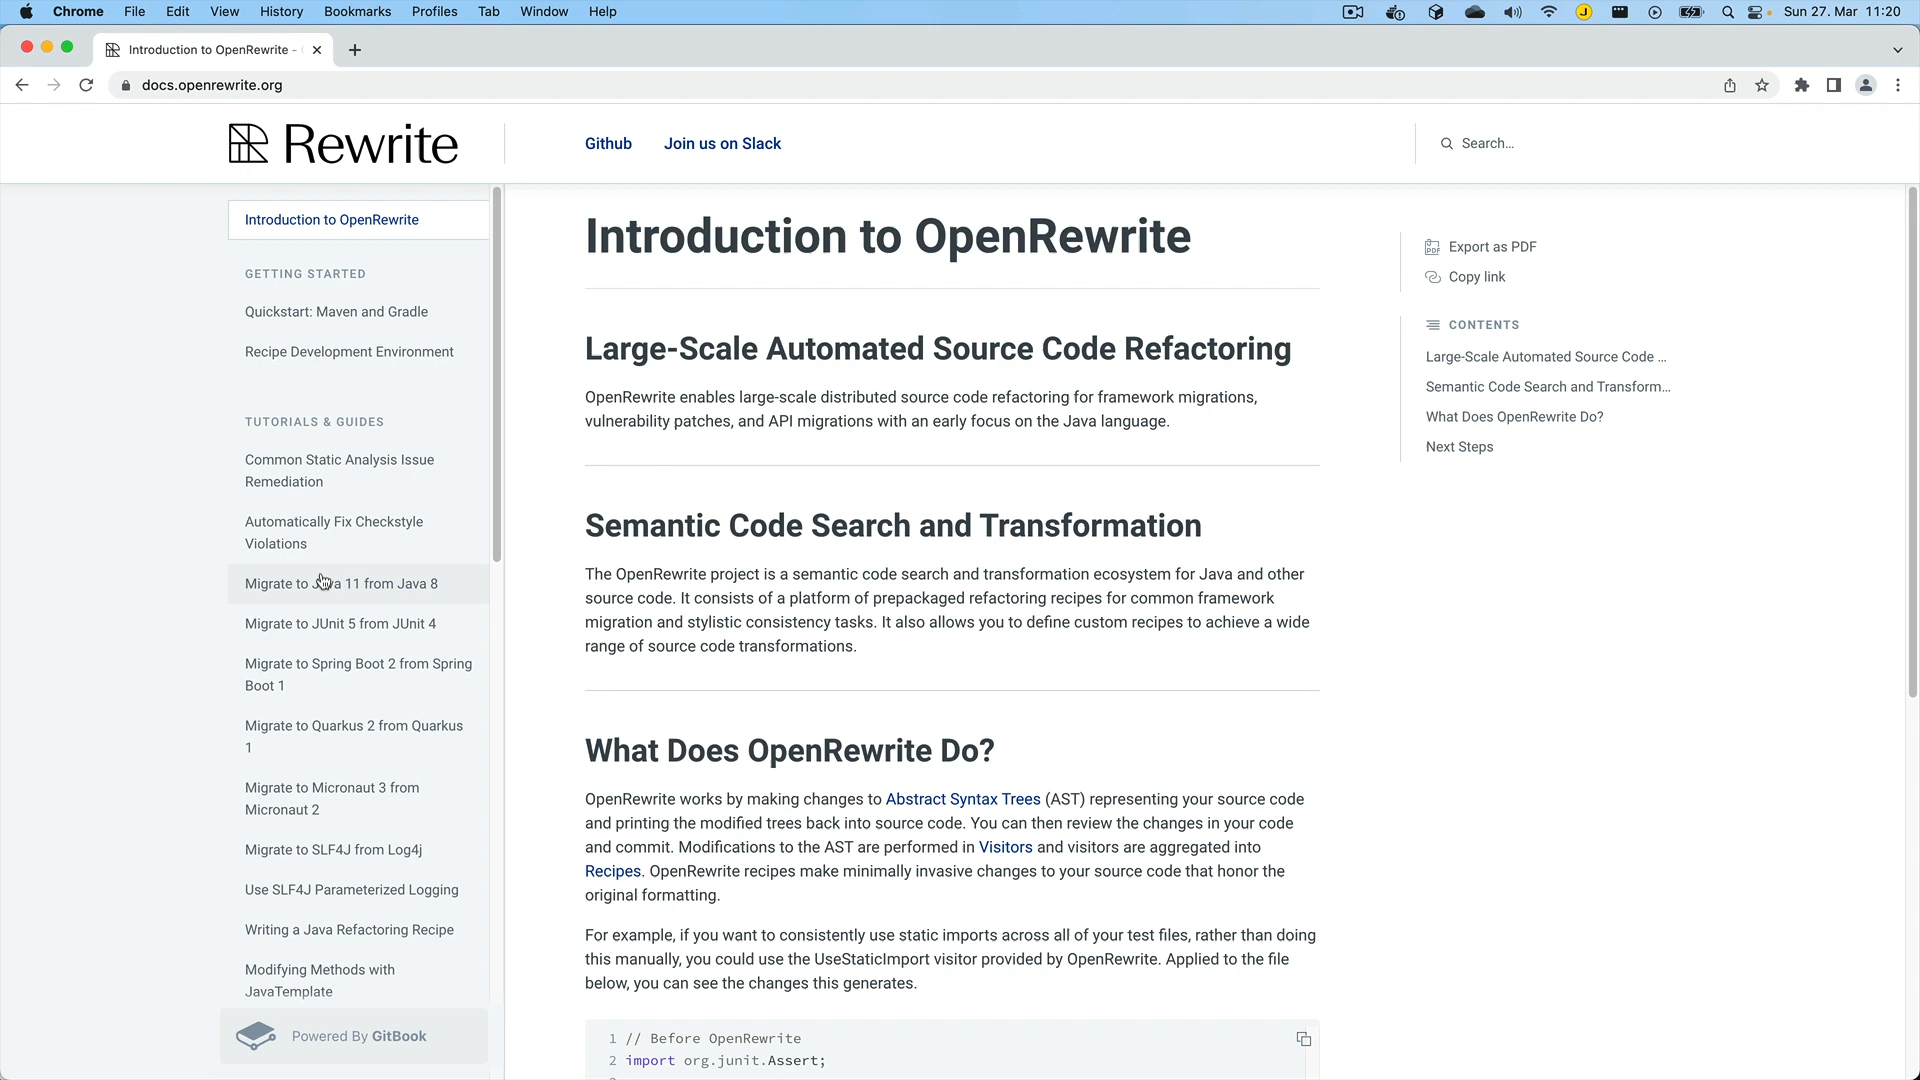 Chrome File Edit View History Bookmarks Profiles Tab Window Help
J
Sun 27. Mar 11:20
Introduction to OpenRewrite -
docs.openrewrite.org
Rewrite
Github Join us on Slack
Search…
Introduction to OpenRewrite
GETTING STARTED
Quickstart: Maven and Gradle
Recipe Development Environment
TUTORIALS & GUIDES
Common Static Analysis Issue
Remediation
Automatically Fix Checkstyle
Violations
Migrate to Java 11 from Java 8
Migrate to JUnit 5 from JUnit 4
Migrate to Spring Boot 2 from Spring
Boot 1
Migrate to Quarkus 2 from Quarkus
1
Migrate to Micronaut 3 from
Micronaut 2
Migrate to SLF4J from Log4j
Use SLF4J Parameterized Logging
Writing a Java Refactoring Recipe
Modifying Methods with
JavaTemplate
Powered By GitBook
Introduction to OpenRewrite
Large-Scale Automated Source Code Refactoring
OpenRewrite enables large-scale distributed source code refactoring for framework migrations,
vulnerability patches, and API migrations with an early focus on the Java language.
Semantic Code Search and Transformation
The OpenRewrite project is a semantic code search and transformation ecosystem for Java and other
source code. It consists of a platform of prepackaged refactoring recipes for common framework
migration and stylistic consistency tasks. It also allows you to define custom recipes to achieve a wide
range of source code transformations.
What Does OpenRewrite Do?
OpenRewrite works by making changes to Abstract Syntax Trees (AST) representing your source code
and printing the modified trees back into source code. You can then review the changes in your code
and commit. Modifications to the AST are performed in Visitors and visitors are aggregated into
Recipes. OpenRewrite recipes make minimally invasive changes to your source code that honor the
original formatting.
For example, if you want to consistently use static imports across all of your test files, rather than doing
this manually, you could use the UseStaticImport visitor provided by OpenRewrite. Applied to the file
below, you can see the changes this generates.
1 // Before OpenRewrite
2 import org.junit.Assert;
PDF Export as PDF
Copy link
CONTENTS
Large-Scale Automated Source Code …
Semantic Code Search and Transform…
What Does OpenRewrite Do?
Next Steps